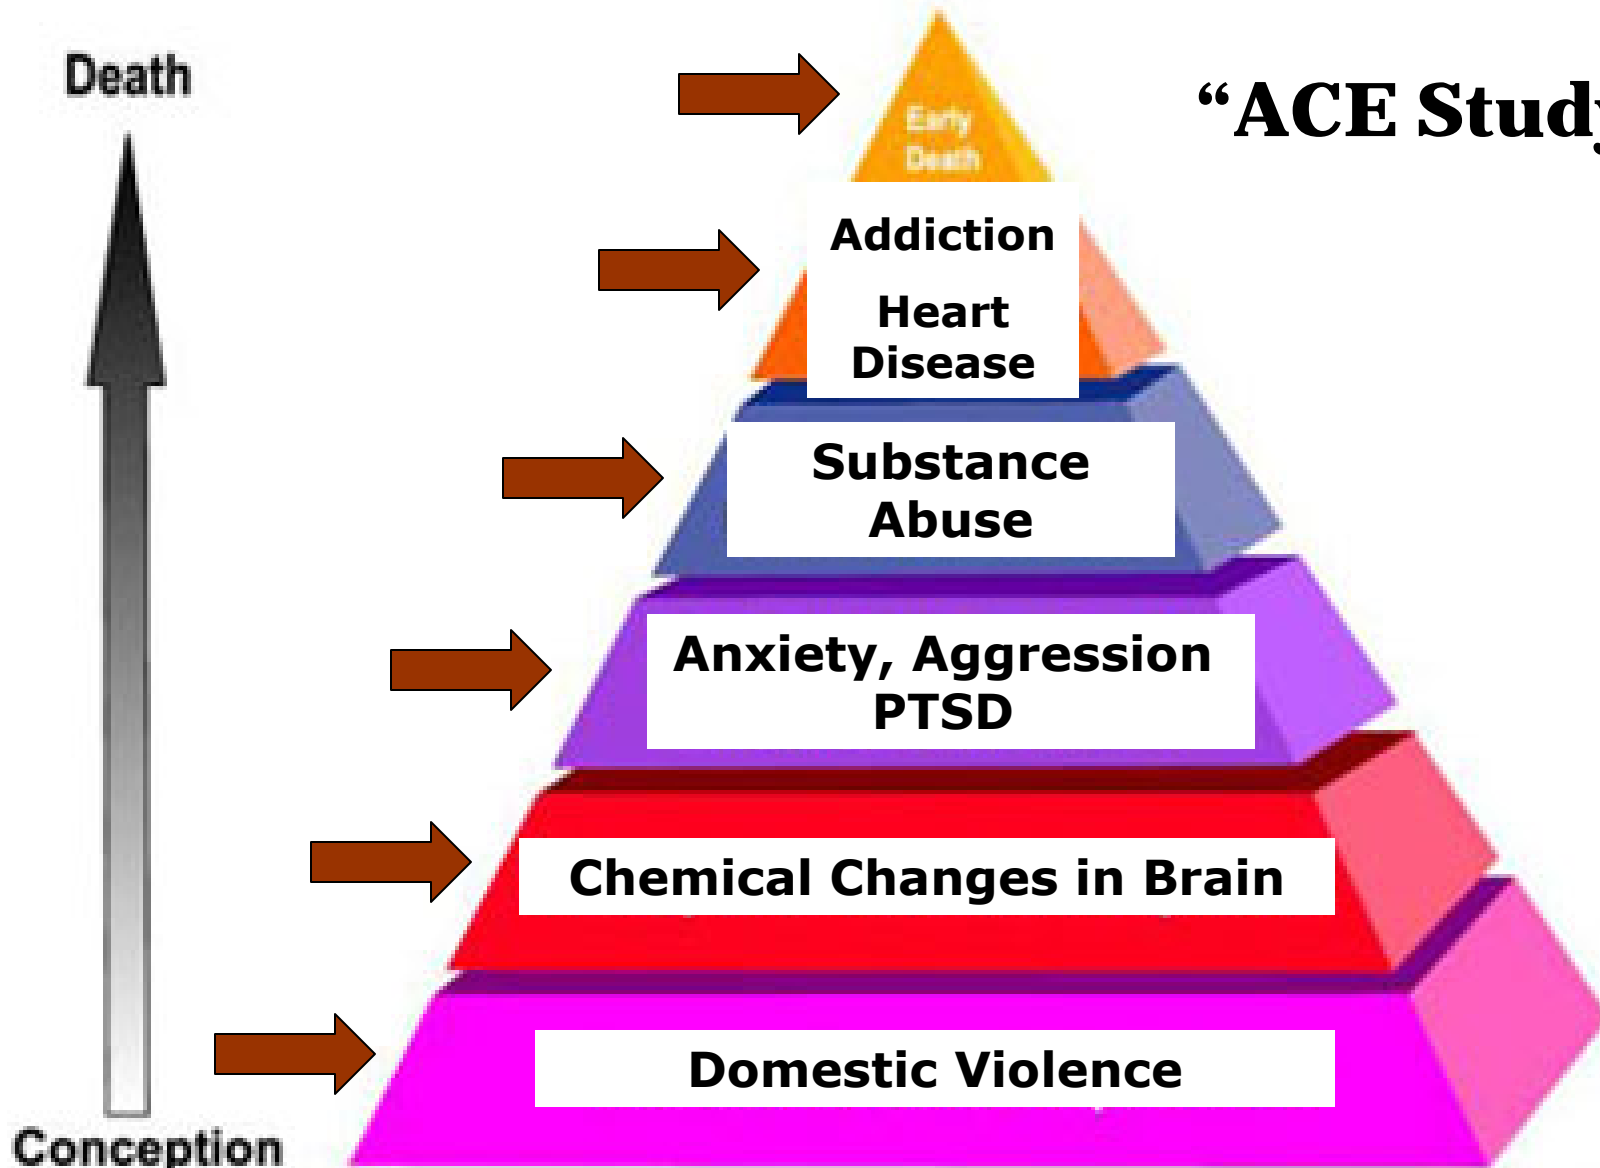 Death
“ACE Study
Early
Death
Addiction
Heart
Disease
Substance
Abuse
Anxiety, Aggression
PTSD
Chemical Changes in Brain
Domestic Violence
Conception